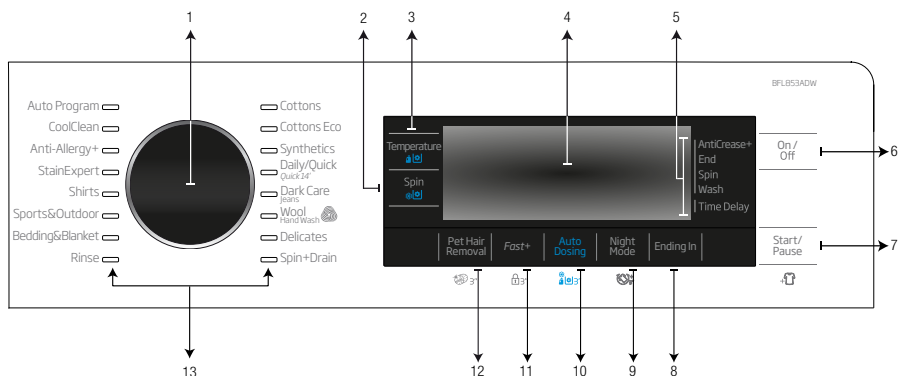 1
2
3
4
5
BFL853ADW
Auto Program
CoolClean
Anti-Allergy+
StainExpert
Shirts
Sports&Outdoor
Bedding&Blanket
Rinse
Cottons
Cottons Eco
Synthetics
Daily/Quick
Quick 14'
Dark Care
Jeans
Wool
Hand Wash
Delicates
Spin+Drain
Temperature
Spin
AntiCrease+
End
Spin
Wash
Time Delay
On /
Off
6
Pet Hair
Removal
Fast+
Auto
Dosing
Night
Mode
Ending In
Start/
Pause
7
3"
3"
3"
+
13
12
11
10
9
8